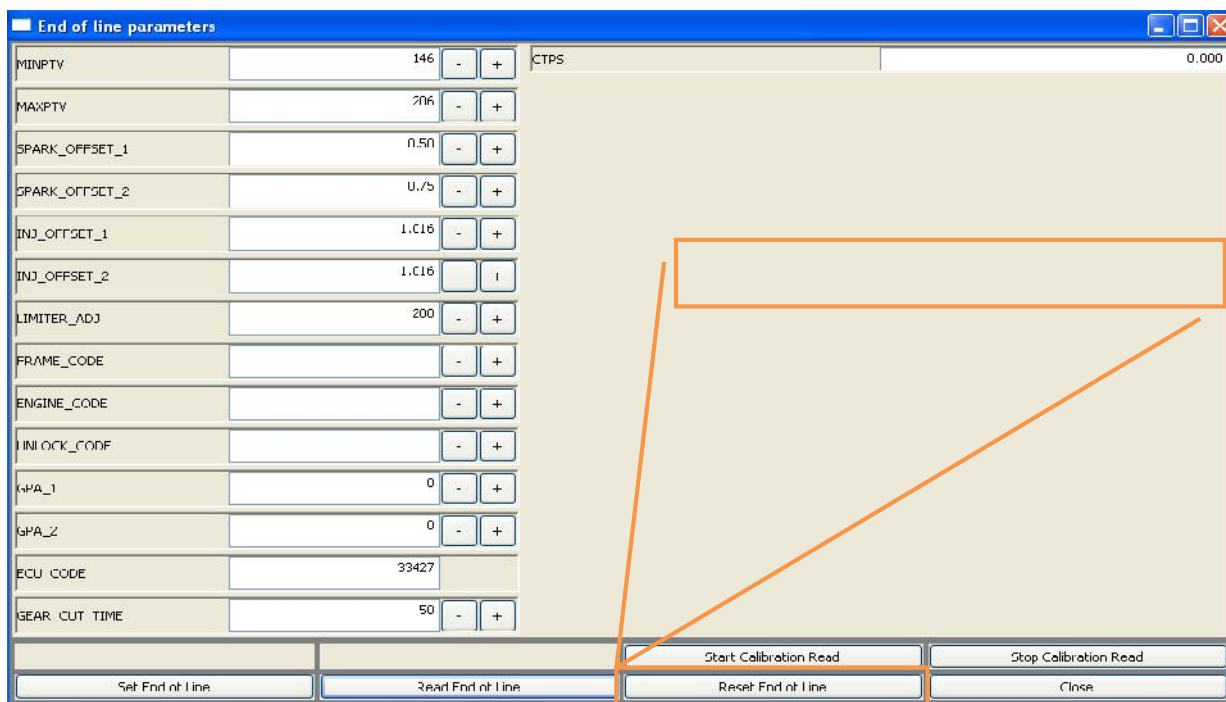 End of line parameters
MINPTV 146 - +
CTPS 0.000
MAXPTV 206 - +
SPARK_OFFSET_1 0.50 - +
SPARK_OFFSET_2 0.75 - +
INJ_OFFSET_1 1.016 - +
INJ_OFFSET_2 1.016
LIMITER_ADJ 200 - +
FRAME_CODE - +
ENGINE_CODE - +
UNLOCK_CODE - +
GPA_1 0 - +
GPA_2 0 - +
ECU CODE 33427
GEAR CUT TIME 50 - +
Start Calibration Read
Stop Calibration Read
Set End of Line
Read End of Line
Reset End of Line
Close